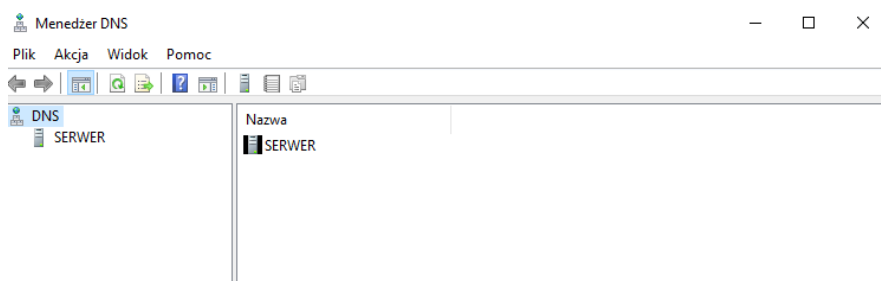 Menedżer DNS
Plik Akcja Widok Pomoc
DNS
SERWER
Nazwa
SERWER